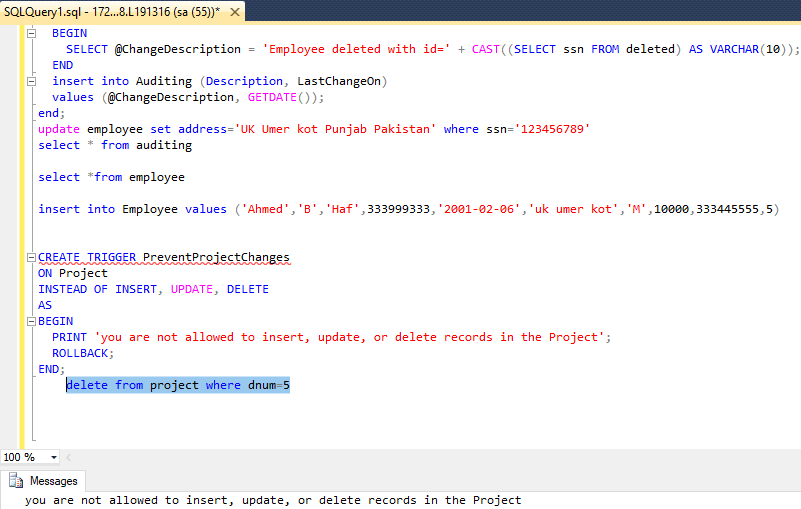 SQLQuery1.sql - 172...8.L191316 (sa (55))* ×
BEGIN
SELECT @ChangeDescription = 'Employee deleted with id=' + CAST((SELECT ssn FROM deleted) AS VARCHAR(10));
END
insert into Auditing (Description, LastChangeOn)
values (@ChangeDescription, GETDATE());
end;
update employee set address='UK Umer kot Punjab Pakistan' where ssn='123456789'
select * from auditing
select *from employee
insert into Employee values ('Ahmed','B','Haf',333999333,'2001-02-06','uk umer kot','M',10000,333445555,5)
CREATE TRIGGER PreventProjectChanges
ON Project
INSTEAD OF INSERT, UPDATE, DELETE
AS
BEGIN
PRINT 'you are not allowed to insert, update, or delete records in the Project';
ROLLBACK;
END;
delete from project where dnum=5
100 %
Messages
you are not allowed to insert, update, or delete records in the Project